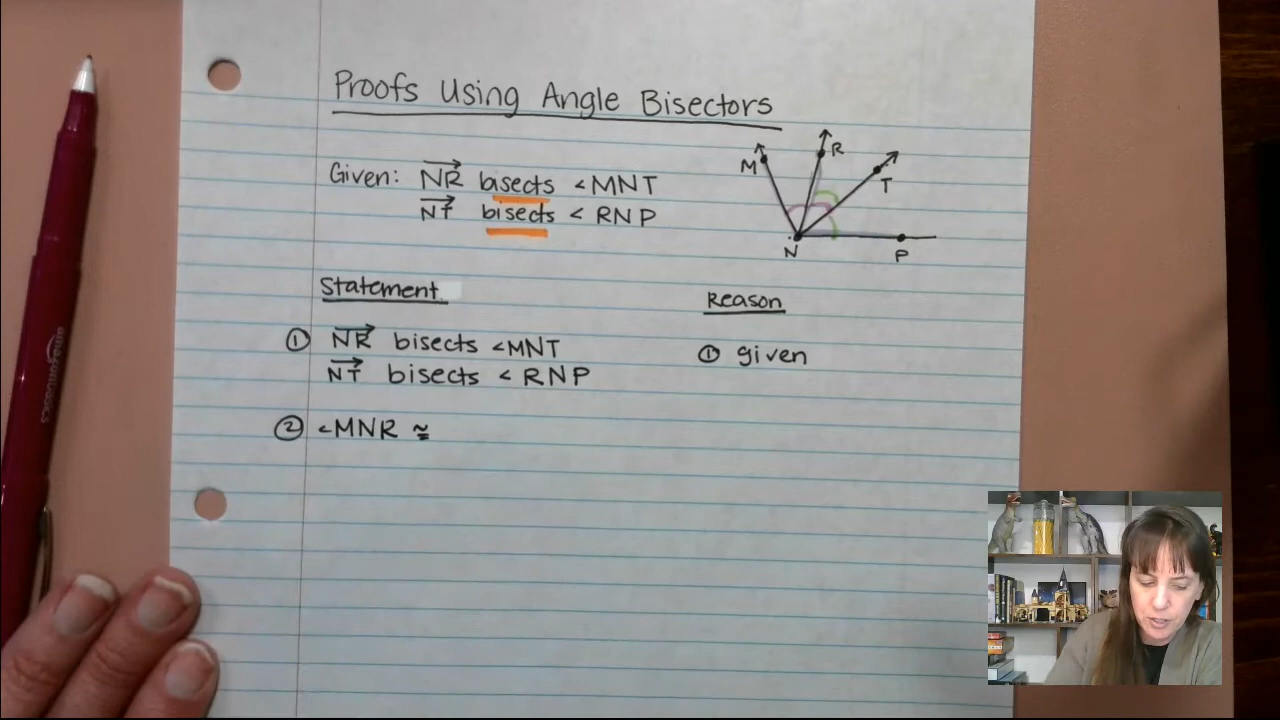 Proofs Using Angle Bisectors
Given: NR bisects <MNT
NT bisects < RNP
M
R
T
N
P
Statement
Reason
① NR bisects <MNT
NT bisects < RNP
① given
② <MNR ≅